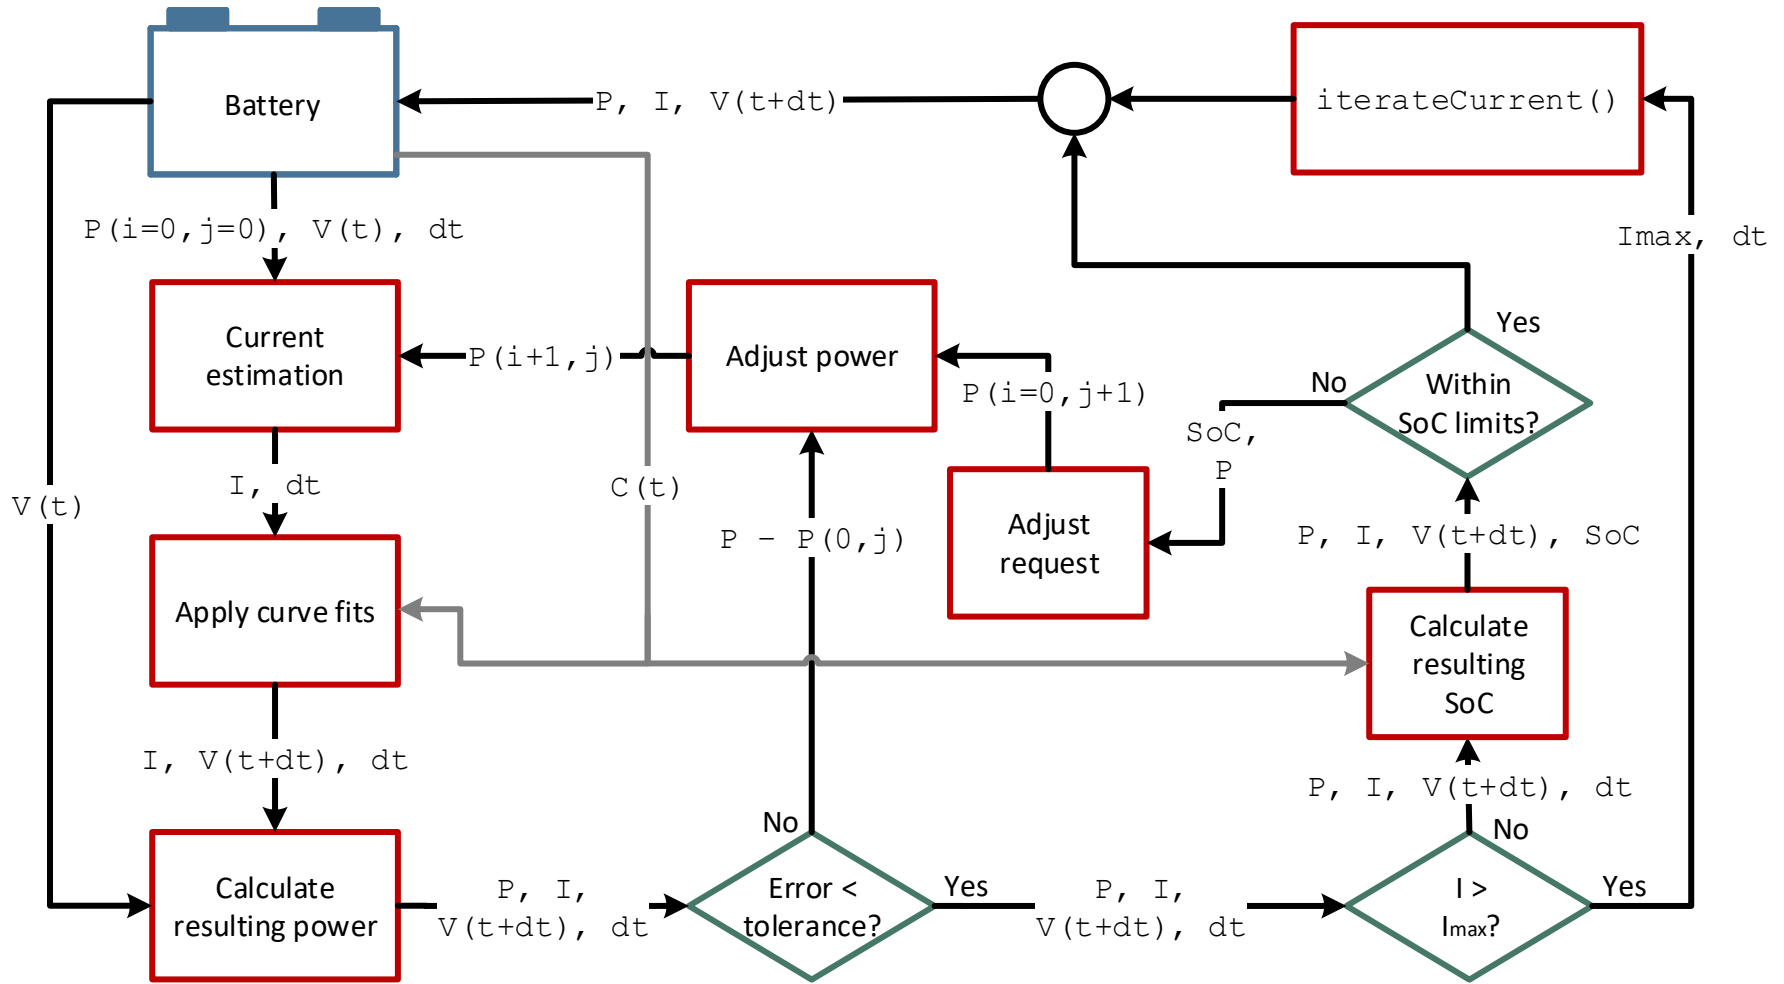 Battery
P, I, V(t+dt)
iterateCurrent()
P(i=0,j=0), V(t), dt
Imax, dt
Current
estimation
P(i+1,j)
Adjust power
P(i=0,j+1)
Yes
No
Within
SoC limits?
SoC,
P
I, dt
V(t)
C(t)
P – P(0,j)
Adjust
request
P, I, V(t+dt), SoC
Apply curve fits
Calculate
resulting
SoC
I, V(t+dt), dt
P, I, V(t+dt), dt
No
No
Calculate
resulting power
P, I,
V(t+dt), dt
Error <
tolerance?
Yes
P, I,
V(t+dt), dt
I >
Imax?
Yes